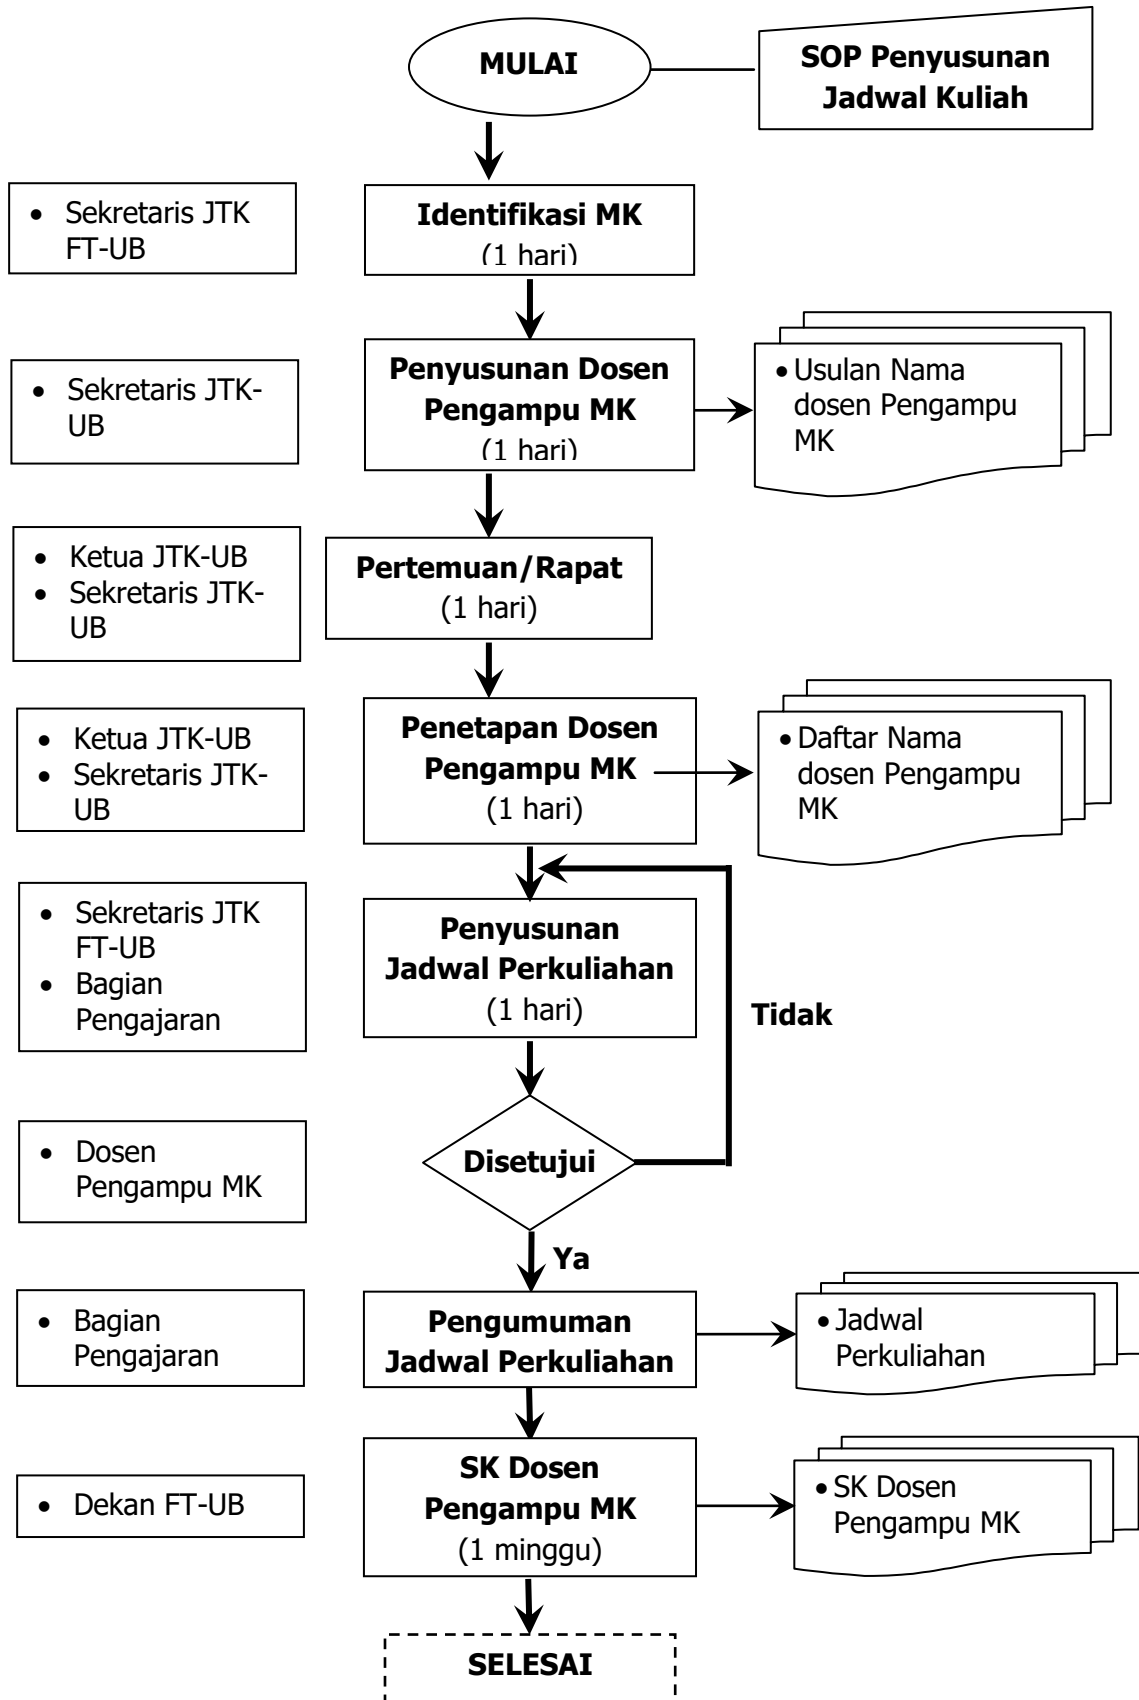 MULAI
SOP Penyusunan
Jadwal Kuliah
• Sekretaris JTK
FT-UB
Identifikasi MK
(1 hari)
• Sekretaris JTK-
UB
Penyusunan Dosen
Pengampu MK
(1 hari)
• Usulan Nama
dosen Pengampu
MK
• Ketua JTK-UB
• Sekretaris JTK-
UB
Pertemuan/Rapat
(1 hari)
• Ketua JTK-UB
• Sekretaris JTK-
UB
Penetapan Dosen
Pengampu MK
(1 hari)
• Daftar Nama
dosen Pengampu
MK
• Sekretaris JTK
FT-UB
• Bagian
Pengajaran
Penyusunan
Jadwal Perkuliahan
(1 hari)
Tidak
• Dosen
Pengampu MK
Disetujui
Ya
• Bagian
Pengajaran
Pengumuman
Jadwal Perkuliahan
• Jadwal
Perkuliahan
• Dekan FT-UB
SK Dosen
Pengampu MK
(1 minggu)
• SK Dosen
Pengampu MK
SELESAI